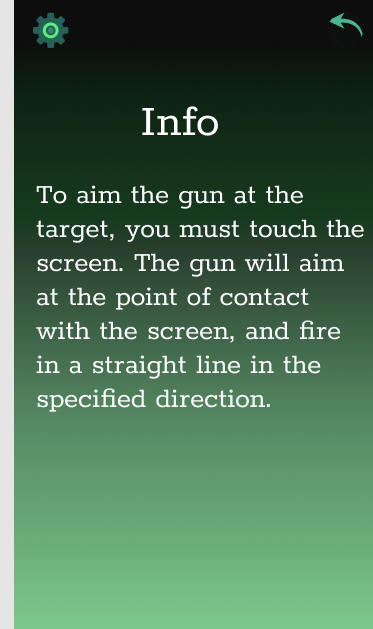 Info
To aim the gun at the
target, you must touch the
screen. The gun will aim
at the point of contact
with the screen, and fire
in a straight line in the
specified direction.